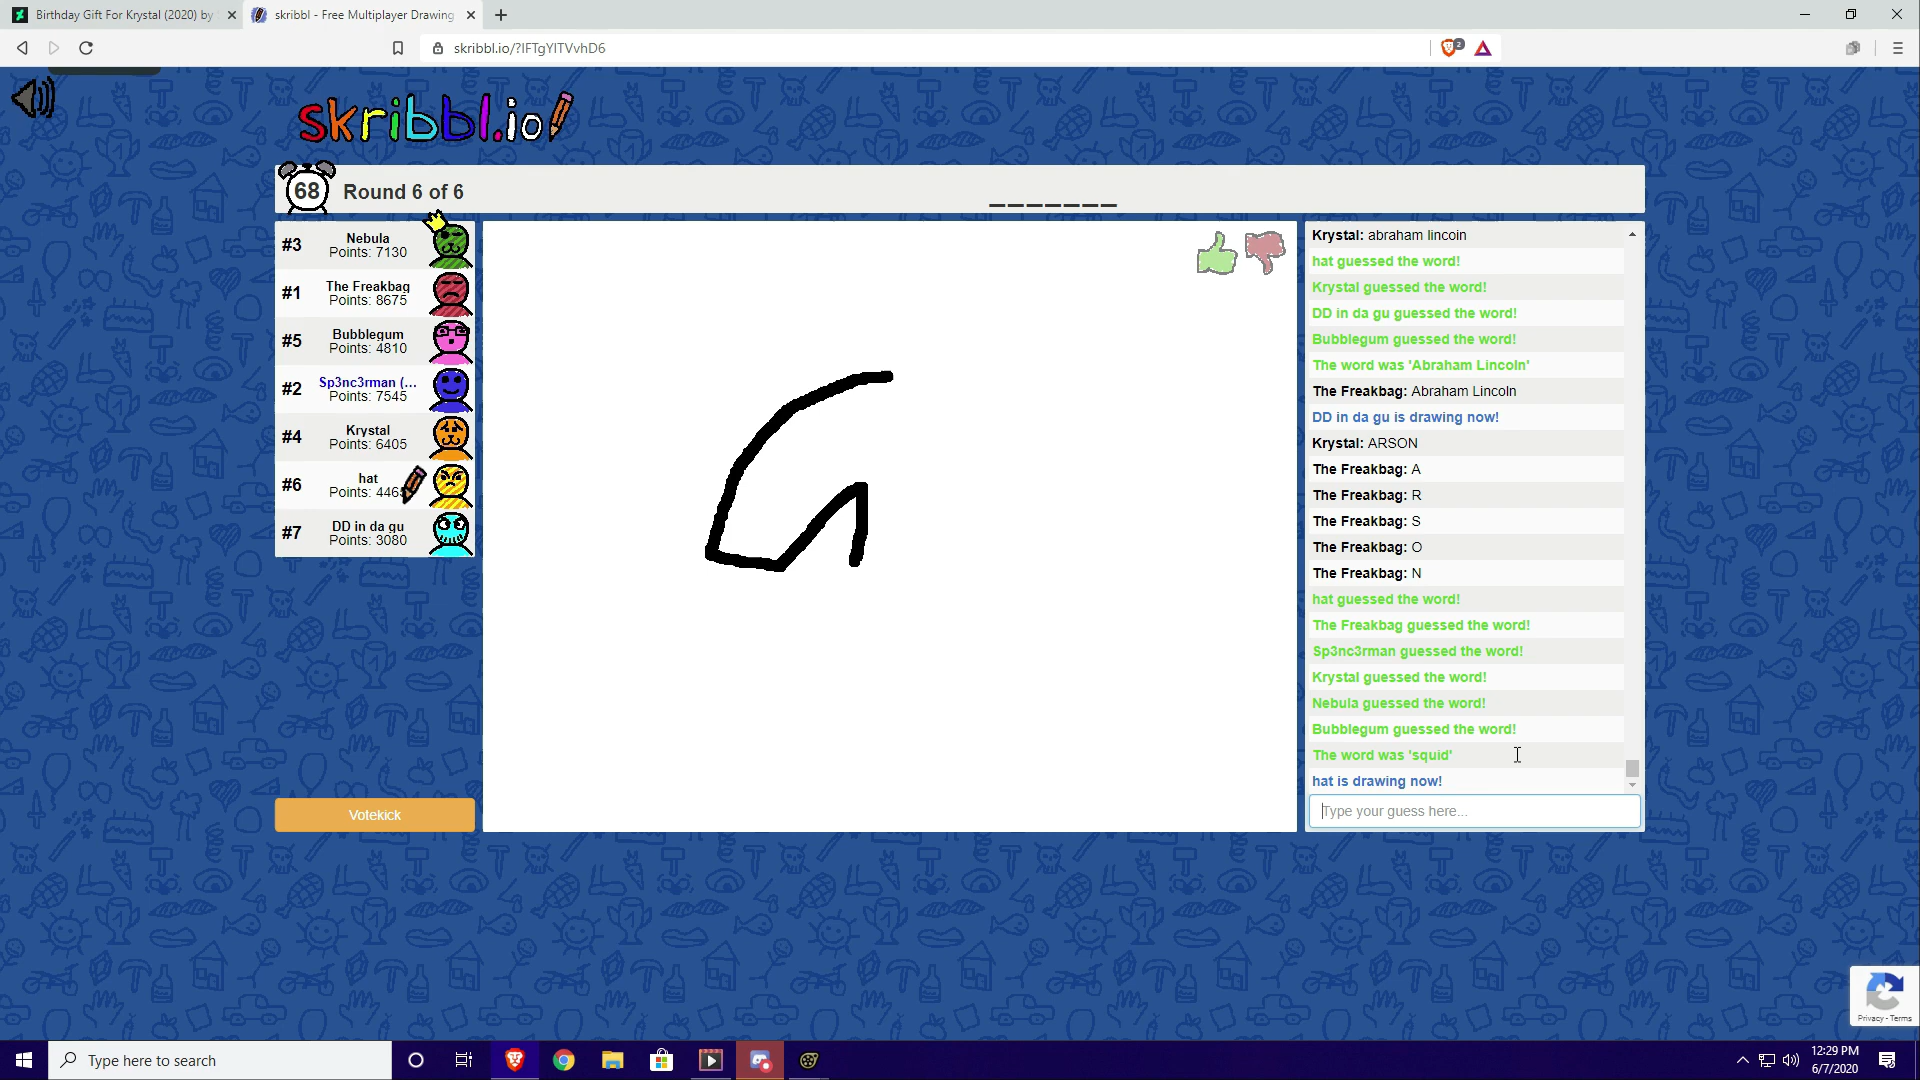 Birthday Gift For Krystal (2020) by
skribbl - Free Multiplayer Drawing
skribbl.io/?IFTgYlTVvhD6
2
skribbl.io
68
Round 6 of 6
_______
#3
Nebula
Points: 7130
#1
The Freakbag
Points: 8675
#5
Bubblegum
Points: 4810
#2
Sp3nc3rman (...
Points: 7545
#4
Krystal
Points: 6405
#6
hat
Points: 4465
#7
DD in da gu
Points: 3080
Votekick
Krystal: abraham lincoin
hat guessed the word!
Krystal guessed the word!
DD in da gu guessed the word!
Bubblegum guessed the word!
The word was 'Abraham Lincoln'
The Freakbag: Abraham Lincoln
DD in da gu is drawing now!
Krystal: ARSON
The Freakbag: A
The Freakbag: R
The Freakbag: S
The Freakbag: O
The Freakbag: N
hat guessed the word!
The Freakbag guessed the word!
Sp3nc3rman guessed the word!
Krystal guessed the word!
Nebula guessed the word!
Bubblegum guessed the word!
The word was 'squid'
hat is drawing now!
Type your guess here...
Privacy - Terms
Type here to search
12:29 PM
6/7/2020